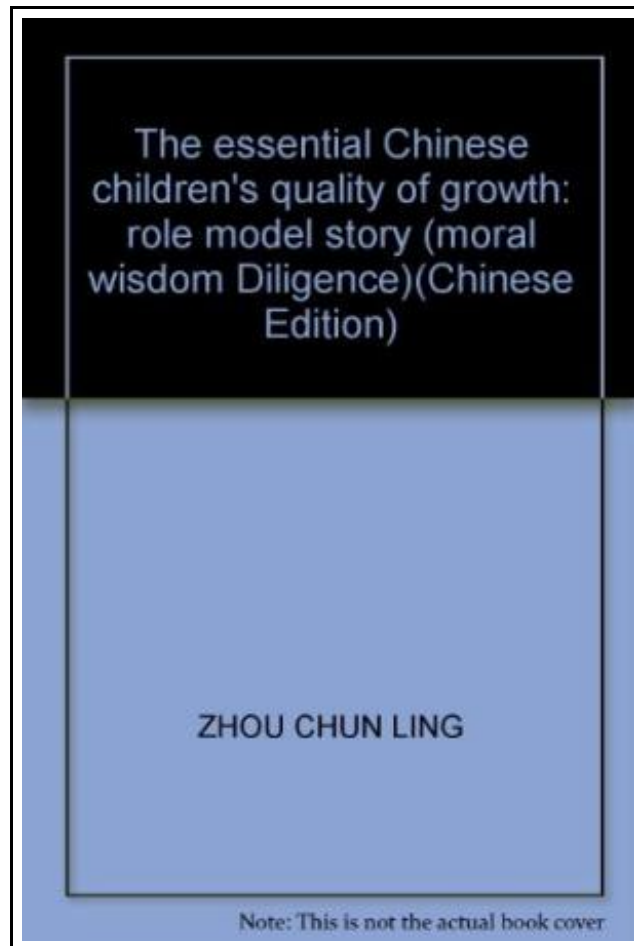 The essential Chinese
children's quality of growth:
role model story (moral
wisdom Diligence)(Chinese
Edition)
ZHOU CHUN LING
Note: This is not the actual book cover